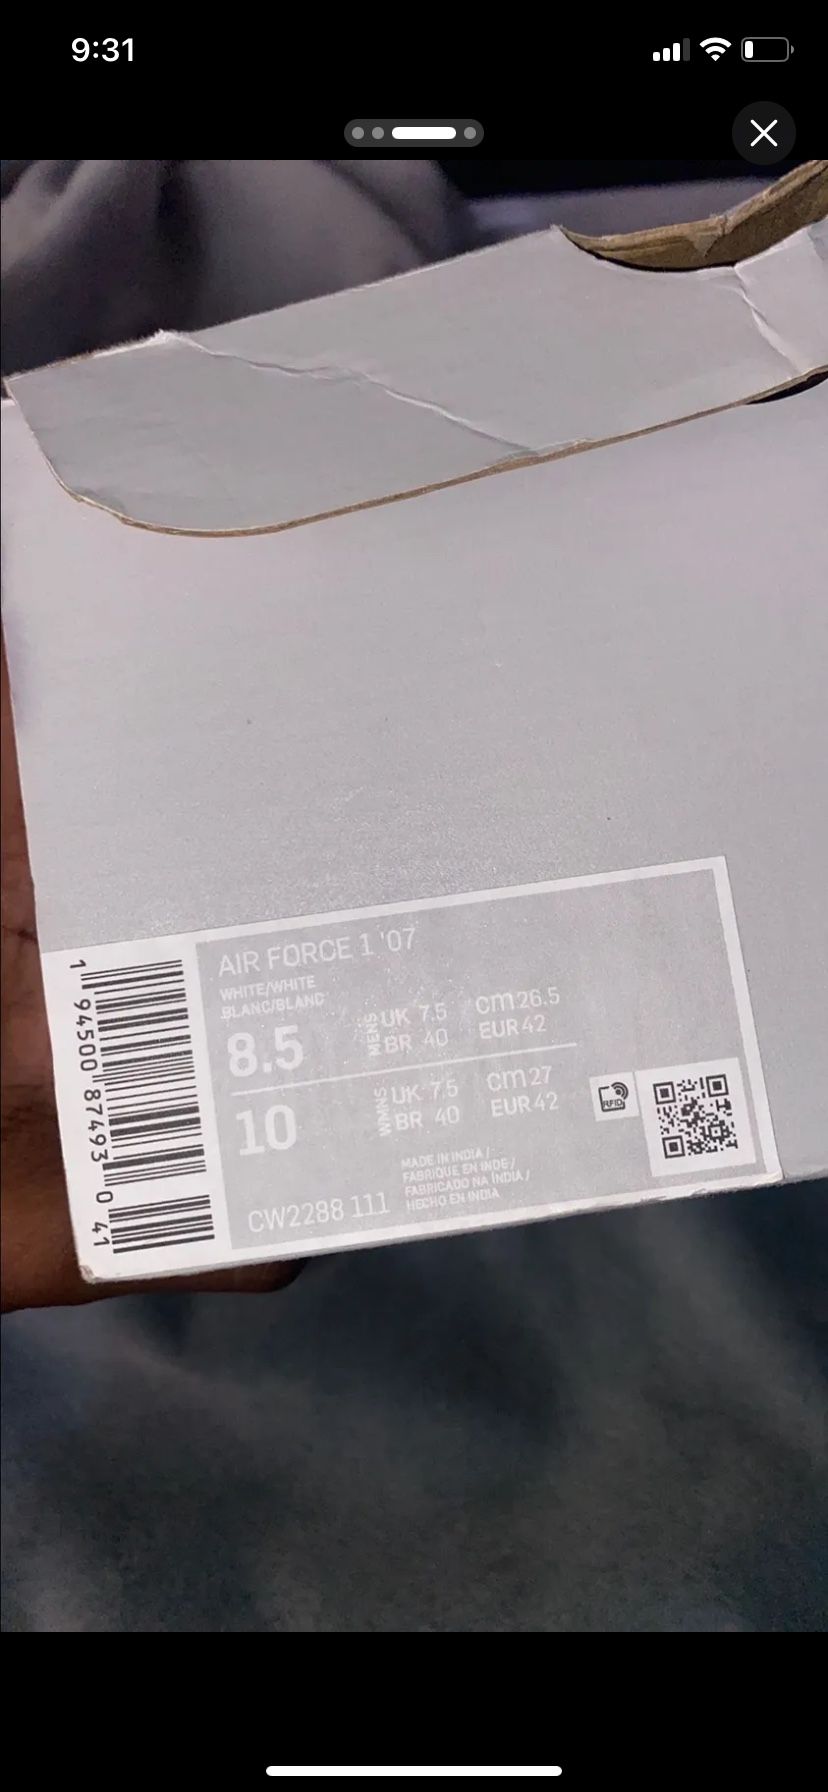 9:31
AIR FORCE 1 '07
WHITE/WHITE
BLANC/BLANC
8.5 MENS UK 7.5 cm 26.5
BR 40 EUR 42
10 WMNS UK 7.5 cm 27
BR 40 EUR 42
MADE IN INDIA /
FABRIQUE EN INDE /
FABRICADO NA ÍNDIA /
HECHO EN INDIA
CW2288 111
RFID
1 94500 87493 0 41